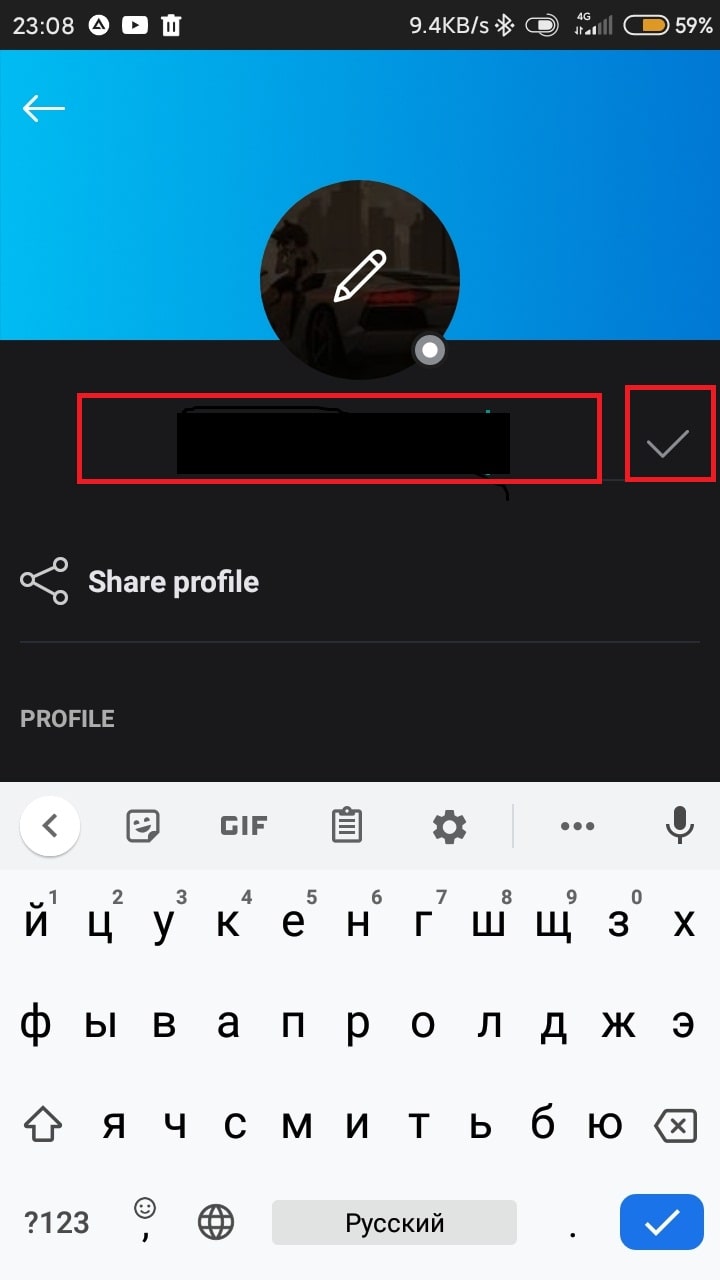 23:08 9.4KB/s 4G 59%
Share profile
PROFILE
GIF
1 2 3 4 5 6 7 8 9 0
й ц у к е н г ш щ з х
ф ы в а п р о л д ж э
я ч с м и т ь б ю
?123 , Русский .